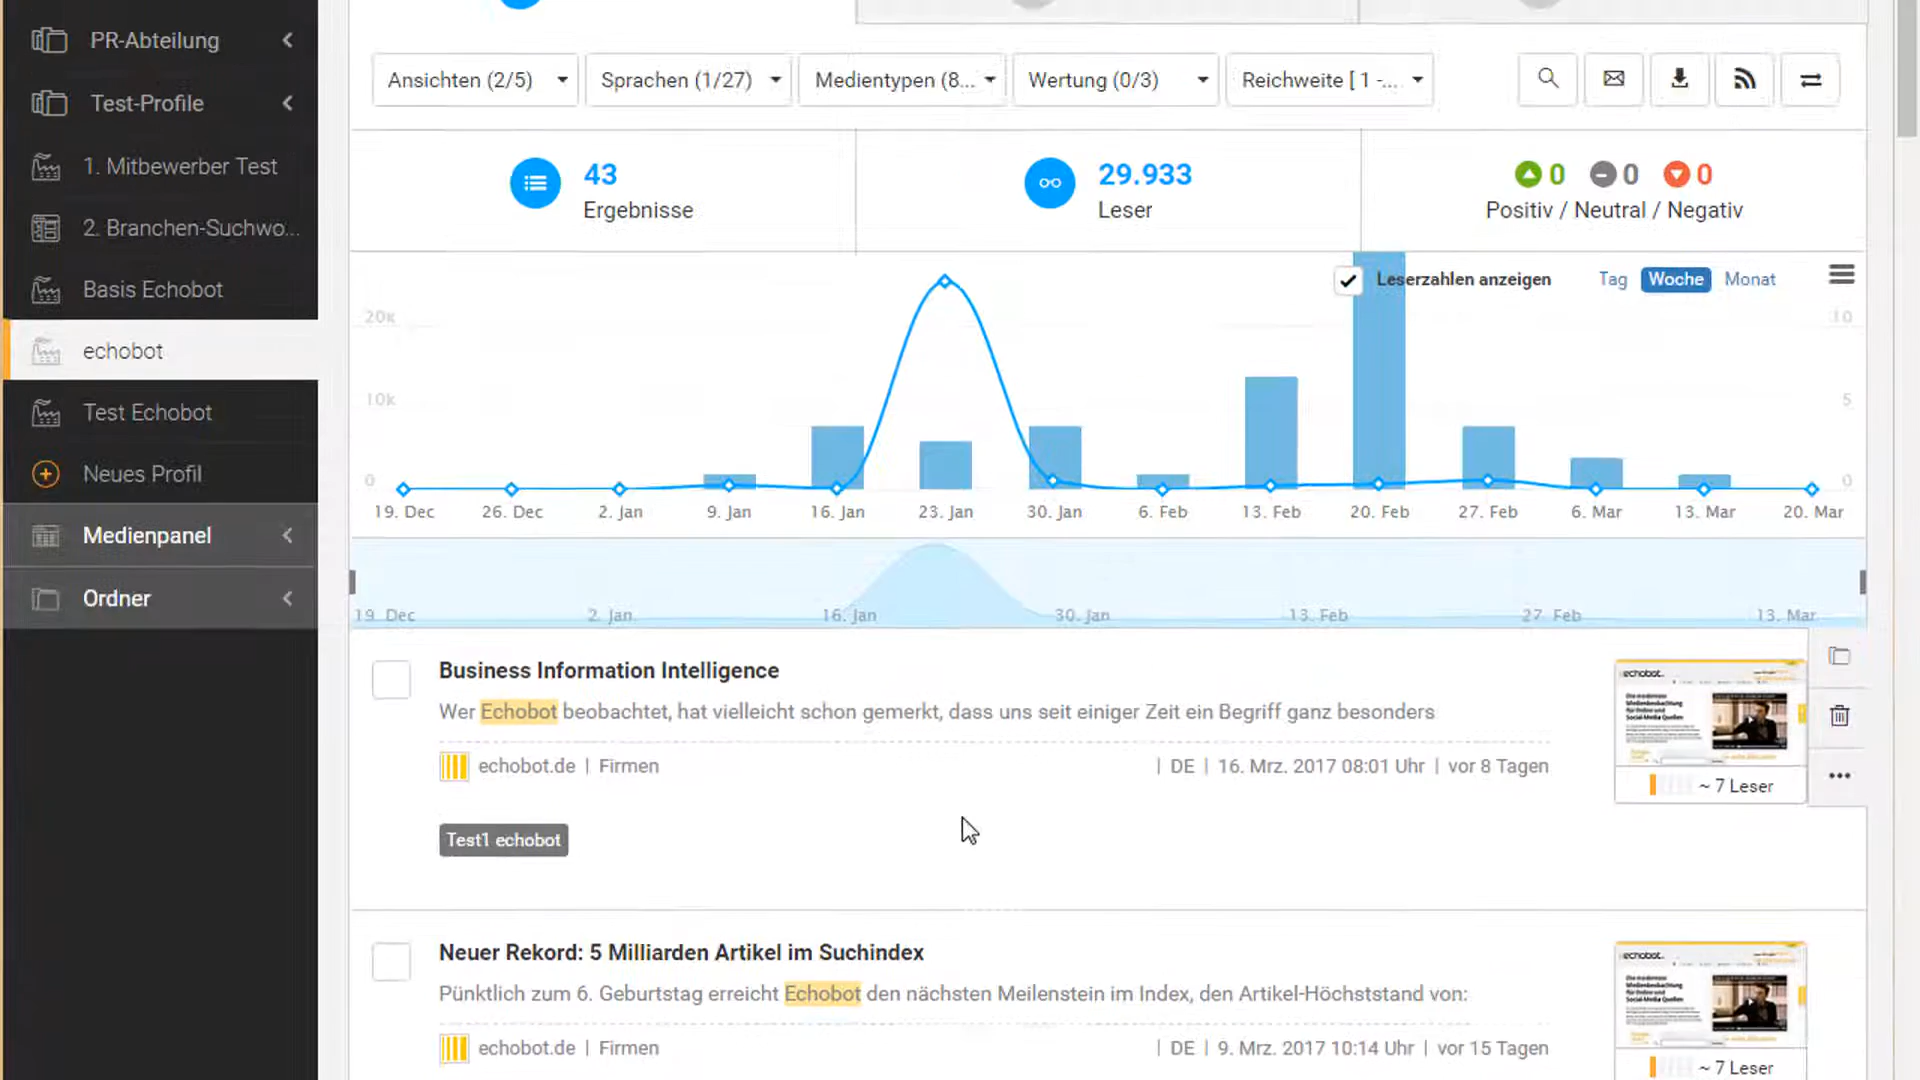 PR-Abteilung
Test-Profile
1. Mitbewerber Test
2. Branchen-Suchwo...
Basis Echobot
echobot
Test Echobot
Neues Profil
Medienpanel
Ordner
Ansichten (2/5)
Sprachen (1/27)
Medientypen (8...
Wertung (0/3)
Reichweite [ 1 -...
43
Ergebnisse
29.933
Leser
0 0 0
Positiv / Neutral / Negativ
Leserzahlen anzeigen
Tag Woche Monat
20k
10k
0
10
5
0
19. Dec 26. Dec 2. Jan 9. Jan 16. Jan 23. Jan 30. Jan 6. Feb 13. Feb 20. Feb 27. Feb 6. Mar 13. Mar 20. Mar
19. Dec 2. Jan 16. Jan 30. Jan 13. Feb 27. Feb 13. Mar
Business Information Intelligence
Wer Echobot beobachtet, hat vielleicht schon gemerkt, dass uns seit einiger Zeit ein Begriff ganz besonders
echobot.de | Firmen
| DE | 16. Mrz. 2017 08:01 Uhr | vor 8 Tagen
Test1 echobot
echobot
~ 7 Leser
Neuer Rekord: 5 Milliarden Artikel im Suchindex
Pünktlich zum 6. Geburtstag erreicht Echobot den nächsten Meilenstein im Index, den Artikel-Höchststand von:
echobot.de | Firmen
| DE | 9. Mrz. 2017 10:14 Uhr | vor 15 Tagen
echobot
~ 7 Leser